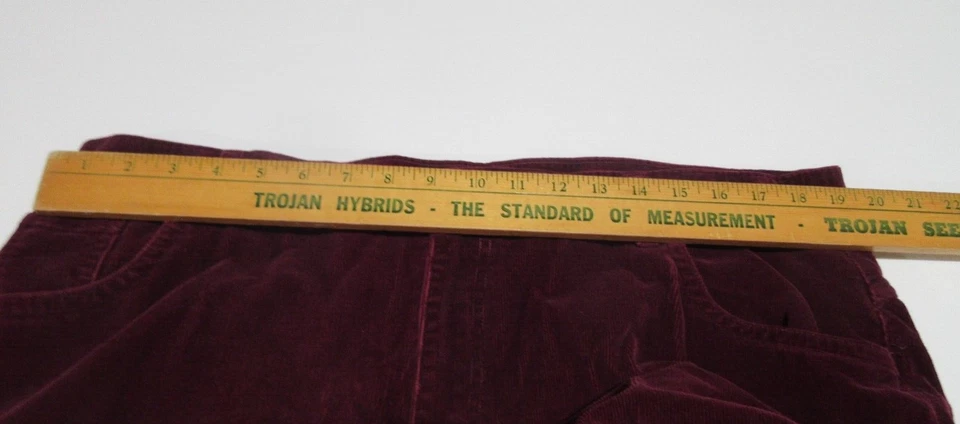 1 2 3 4 5 6 7 8 9 10 11 12 13 14 15 16 17 18 19 20 21 22
TROJAN HYBRIDS - THE STANDARD OF MEASUREMENT - TROJAN SEE